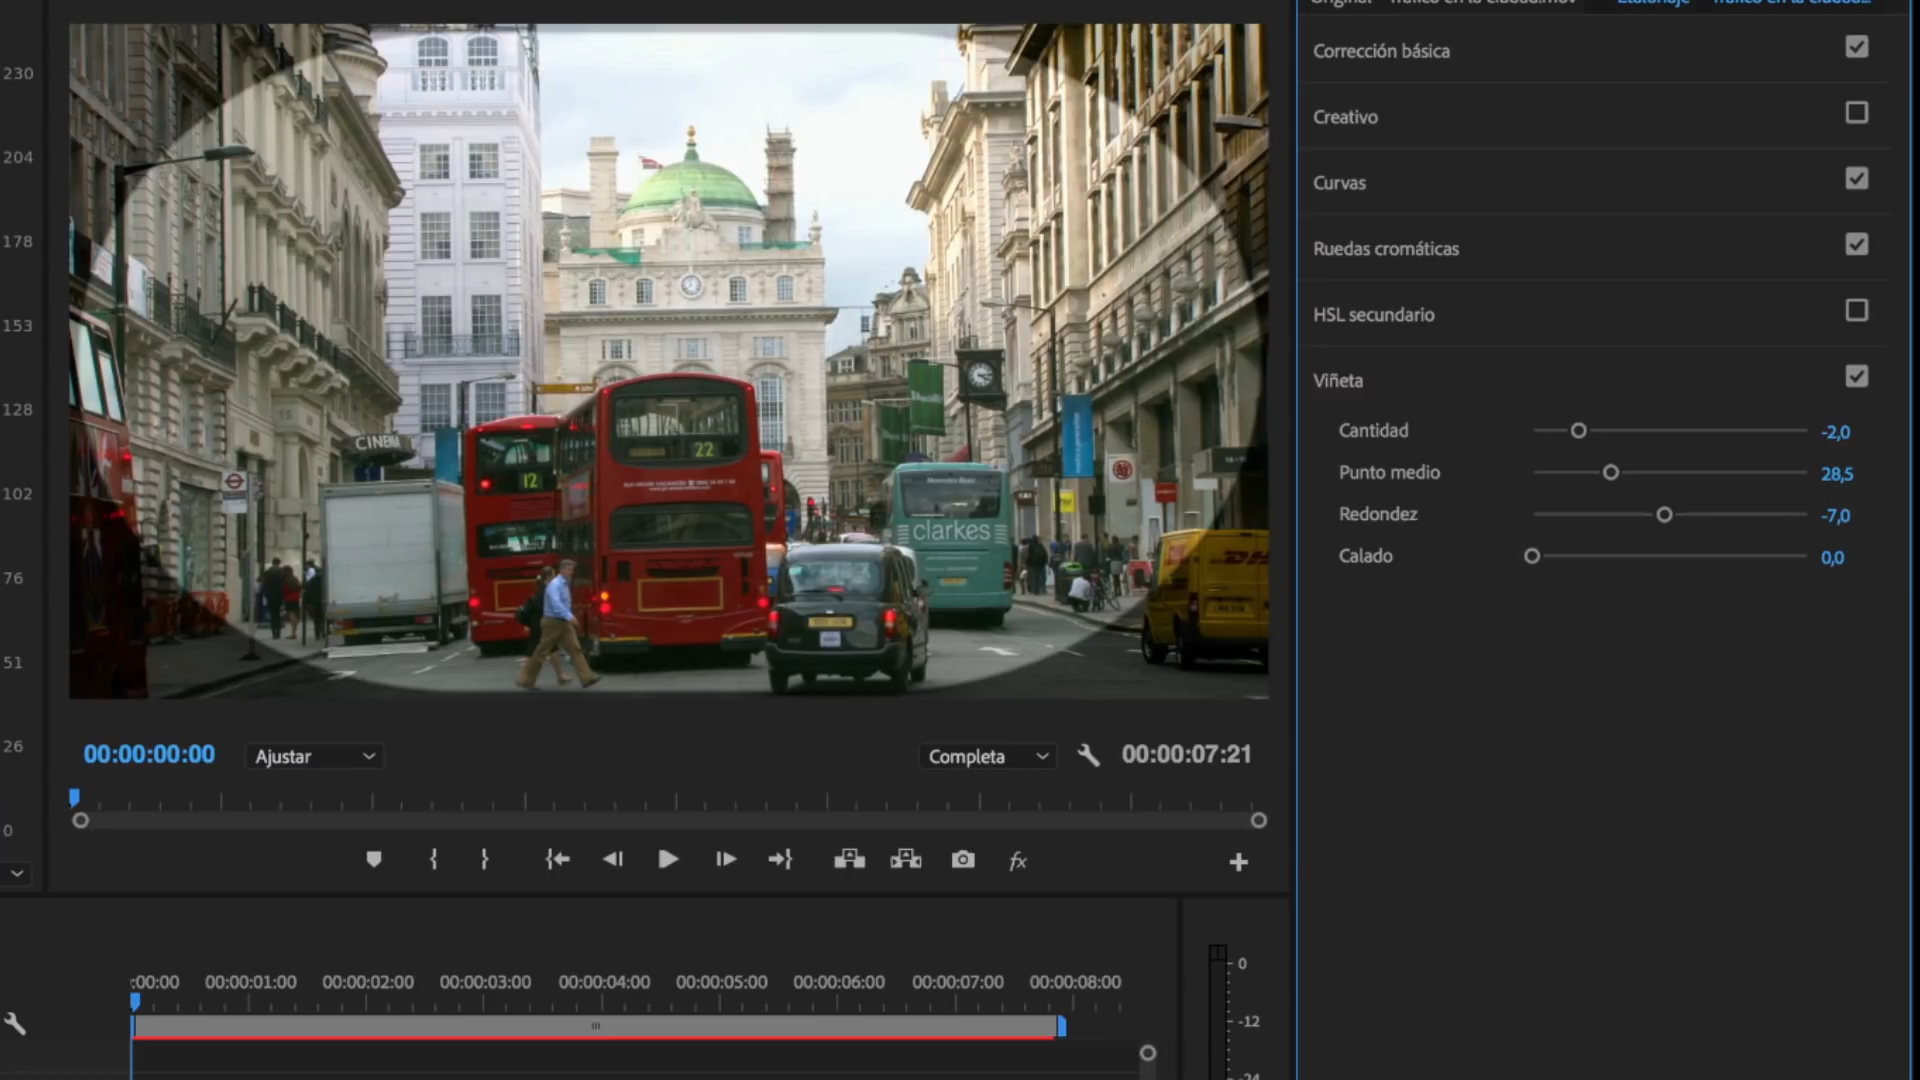 Corrección básica
Creativo
Curvas
Ruedas cromáticas
HSL secundario
Viñeta
Cantidad -2,0
Punto medio 28,5
Redondez -7,0
Calado 0,0
230
204
178
153
128
102
76
51
26
0
CINEMA
12
22
clarkes
00:00:00:00
Ajustar
Completa
00:00:07:21
fx
:00:00 00:00:01:00 00:00:02:00 00:00:03:00 00:00:04:00 00:00:05:00 00:00:06:00 00:00:07:00 00:00:08:00
0
-12
-24